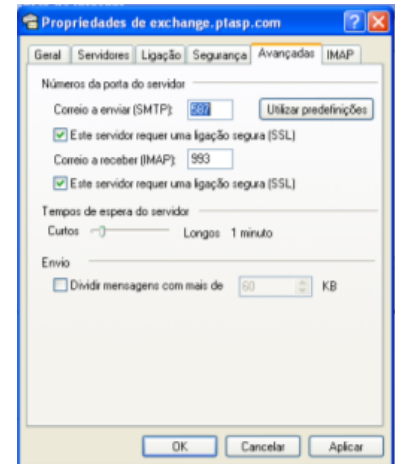 Propriedades de exchange.ptasp.com
Geral Servidores Ligação Segurança Avançadas IMAP
Números da porta do servidor
Correio a enviar (SMTP): 587 Utilizar predefinições
Este servidor requer uma ligação segura (SSL)
Correio a receber (IMAP): 993
Este servidor requer uma ligação segura (SSL)
Tempos de espera do servidor
Curtos Longos 1 minuto
Envio
Dividir mensagens com mais de 60 KB
OK Cancelar Aplicar